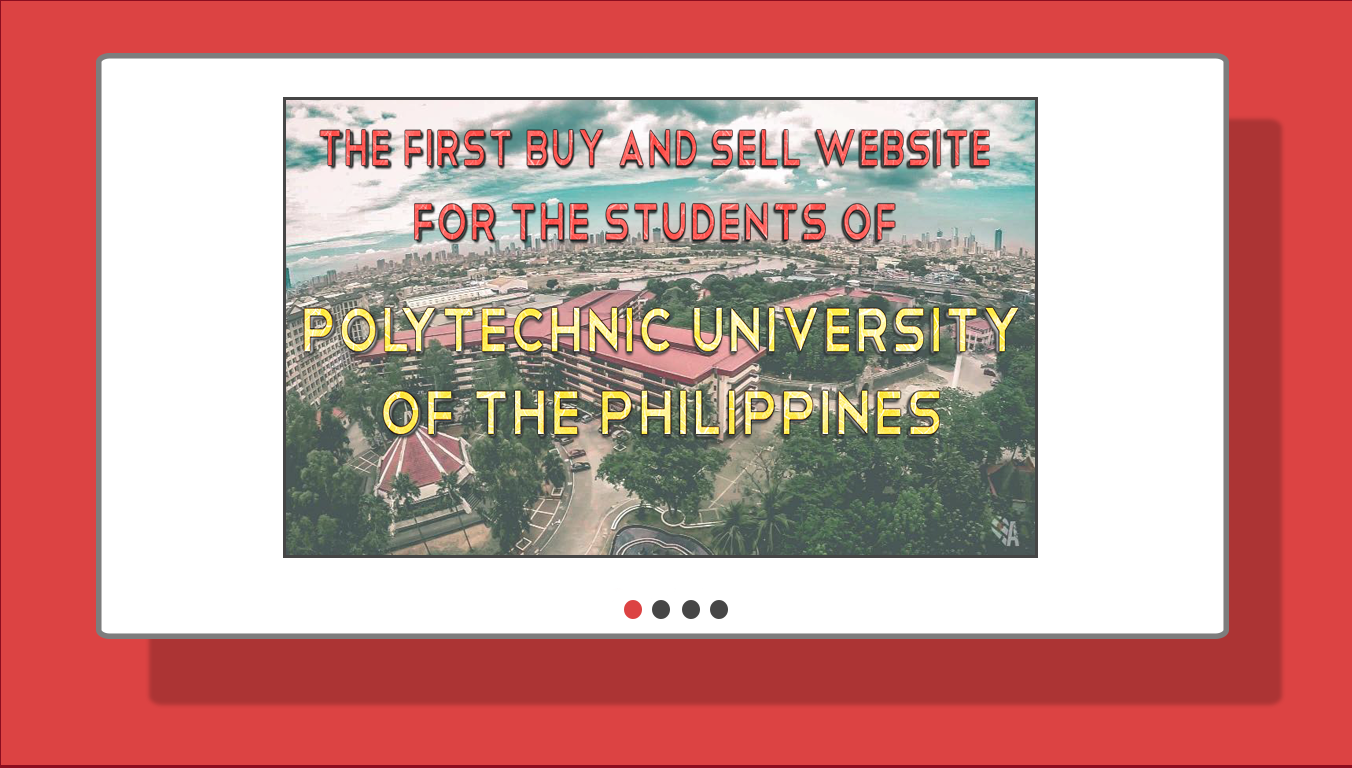 THE FIRST BUY AND SELL WEBSITE
FOR THE STUDENTS OF
POLYTECHNIC UNIVERSITY
OF THE PHILIPPINES